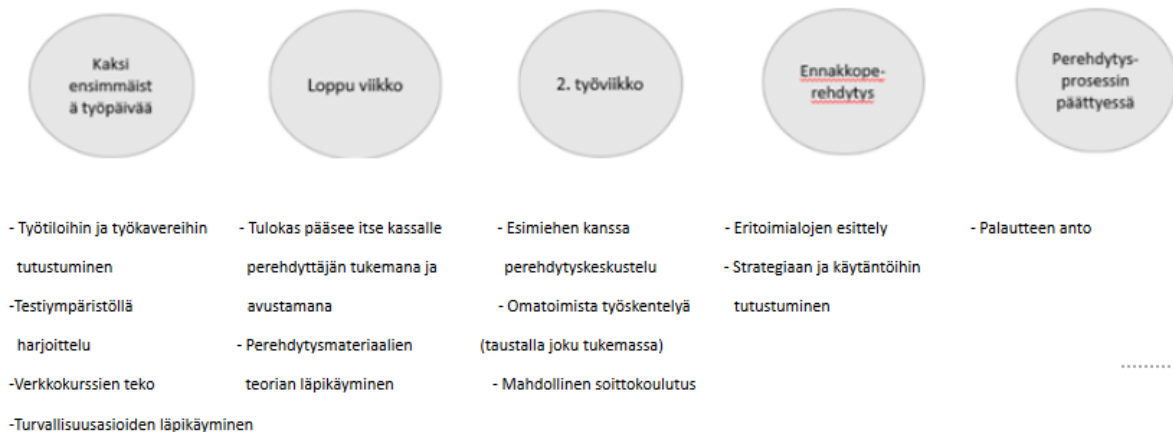 Kaksi
ensimmäist
ä työpäivää
Loppu viikko
2. työviikko
Ennakkope-
rehdytys
Perehdytys-
prosessin
päättyessä
- Työtiloihin ja työkavereihin
tutustuminen
-Testiympäristöllä
harjoittelu
-Verkkokurssien teko
-Turvallisuusasioiden läpikäyminen
- Tulokas pääsee itse kassalle
perehdyttäjän tukemana ja
avustamana
- Perehdytysmateriaalien
teorian läpikäyminen
- Esimiehen kanssa
perehdytyskeskustelu
- Omatoimista työskentelyä
(taustalla joku tukemassa)
- Mahdollinen soittokoulutus
- Eritoimialojen esittely
- Strategiaan ja käytäntöihin
tutustuminen
- Palautteen anto